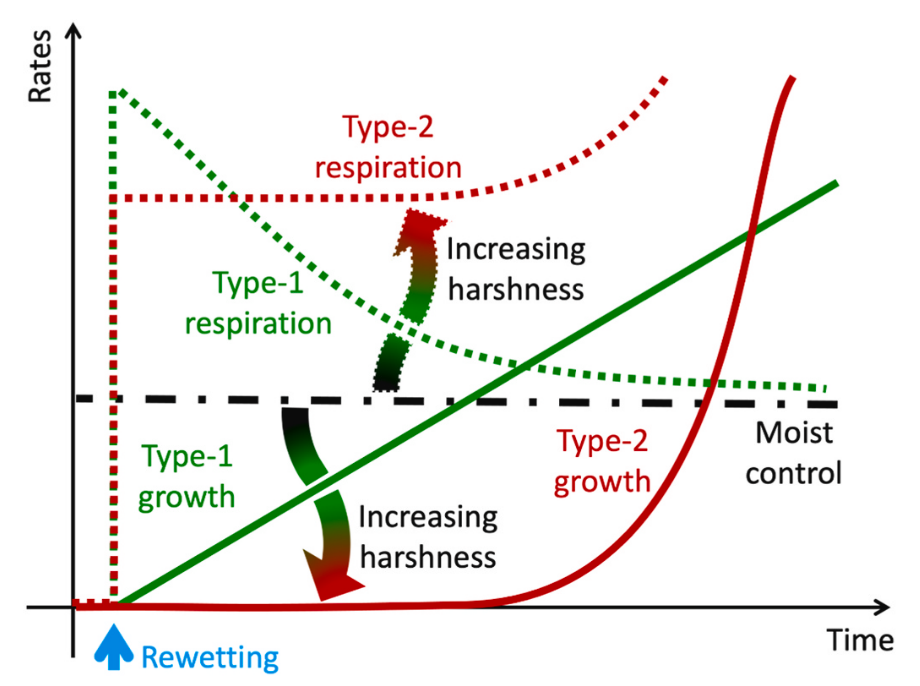 Rates
Type-2
respiration
Increasing
harshness
Type-1
respiration
Type-1
growth
Type-2
growth
Moist
control
Increasing
harshness
Time
Rewetting